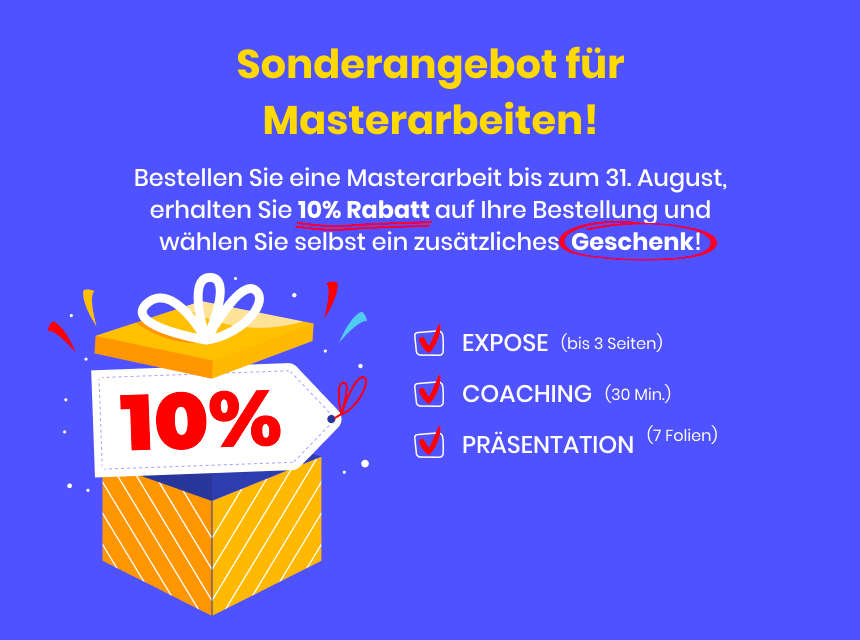 Sonderangebot für
Masterarbeiten!
Bestellen Sie eine Masterarbeit bis zum 31. August,
erhalten Sie 10% Rabatt auf Ihre Bestellung und
wählen Sie selbst ein zusätzliches Geschenk!
10%
EXPOSE (bis 3 Seiten)
COACHING (30 Min.)
PRÄSENTATION (7 Folien)